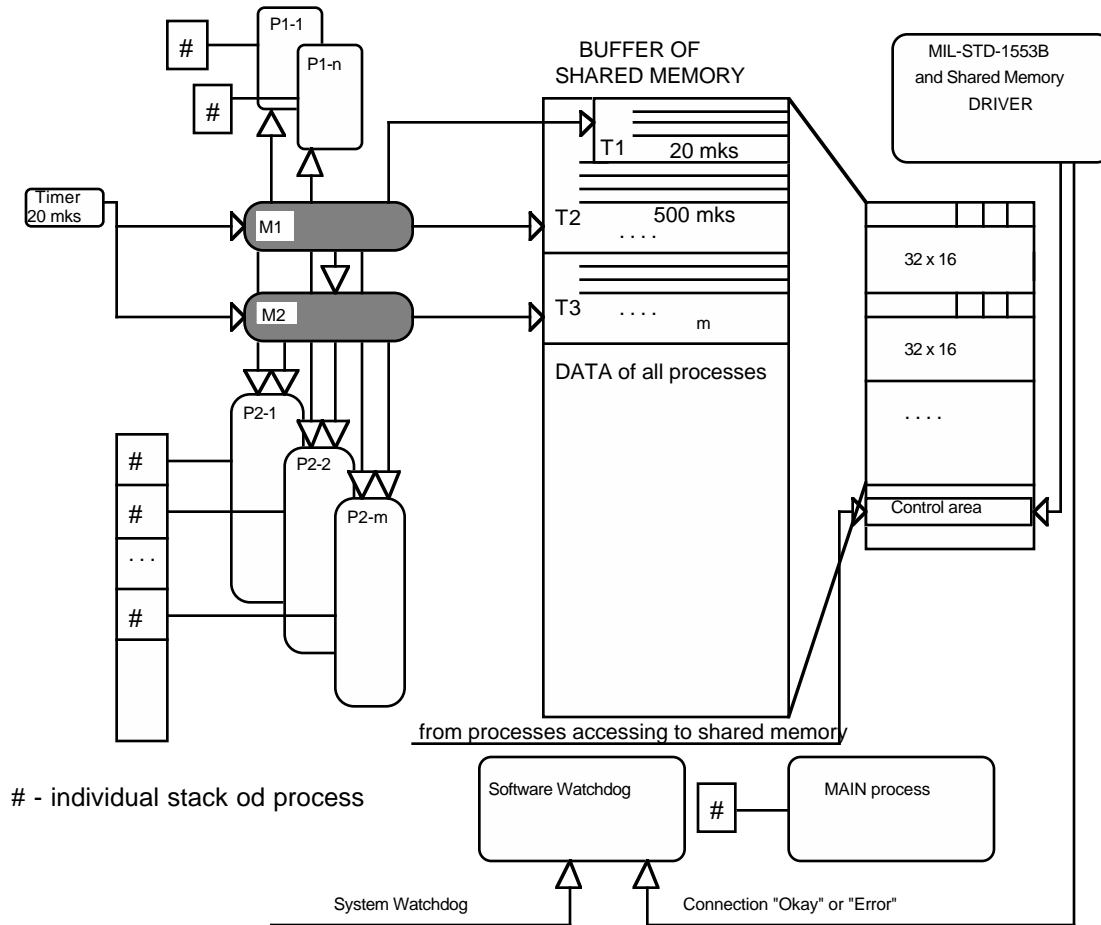 P1-1
#
P1-n
#
BUFFER OF
SHARED MEMORY
MIL-STD-1553B
and Shared Memory
DRIVER
T1
20 mks
Timer
20 mks
M1
T2
500 mks
. . . .
32 x 16
M2
T3
. . . .
m
32 x 16
DATA of all processes
. . . .
P2-1
#
P2-2
#
P2-m
. . .
#
Control area
from processes accessing to shared memory
# - individual stack od process
Software Watchdog
#
MAIN process
System Watchdog
Connection "Okay" or "Error"